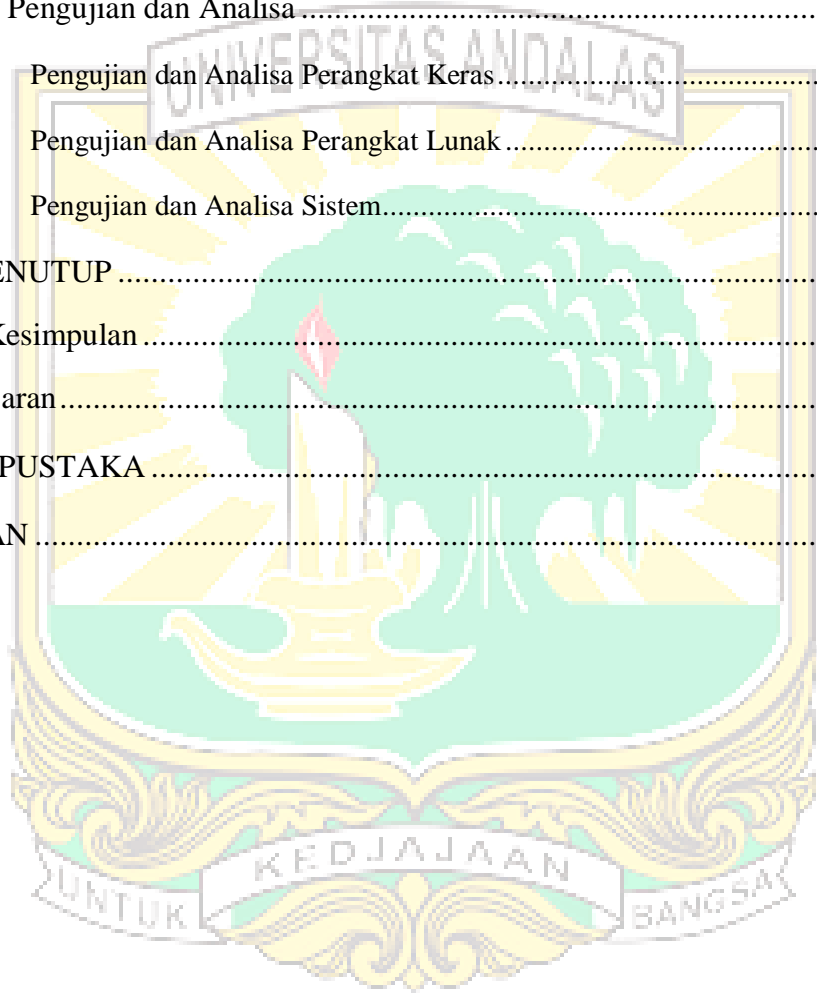 Pengujian dan Analisa ........................................................................
UNIVERSITAS ANDALAS
Pengujian dan Analisa Perangkat Keras ............................................
Pengujian dan Analisa Perangkat Lunak ...........................................
Pengujian dan Analisa Sistem ...........................................................
ENUTUP ...........................................................................................
Kesimpulan ........................................................................................
aran ...................................................................................................
PUSTAKA .........................................................................................
AN ......................................................................................................
UNTUK KEDJAJAAN BANGSA